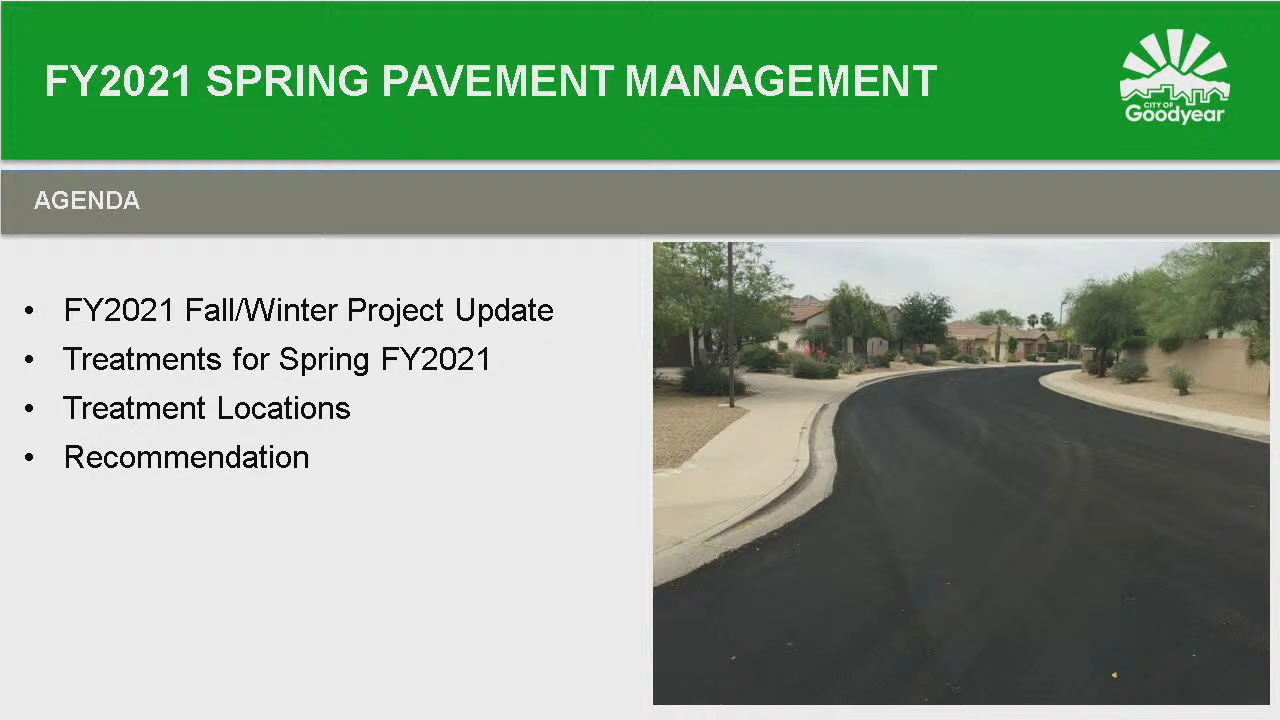 FY2021 SPRING PAVEMENT MANAGEMENT
CITY OF
Goodyear
AGENDA
• FY2021 Fall/Winter Project Update
• Treatments for Spring FY2021
• Treatment Locations
• Recommendation